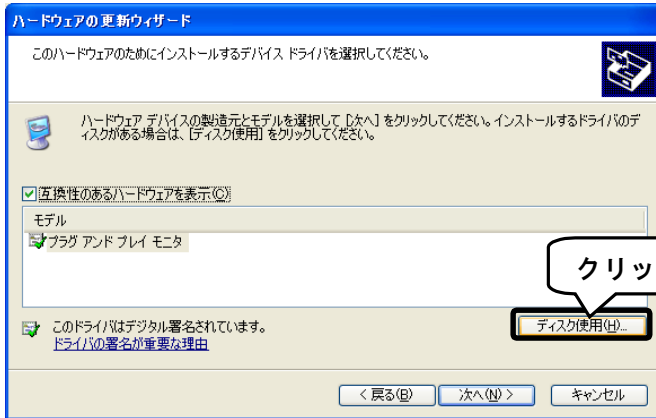 ハードウェアの更新ウィザード
このハードウェアのためにインストールするデバイス ドライバを選択してください。
ハードウェア デバイスの製造元とモデルを選択して [次へ] をクリックしてください。インストールするドライバのデ
ィスクがある場合は、[ディスク使用] をクリックしてください。
互換性のあるハードウェアを表示(C)
モデル
プラグ アンド プレイ モニタ
クリッ
このドライバはデジタル署名されています。
ディスク使用(H)...
ドライバの署名が重要な理由
< 戻る(B)
次へ(N) >
キャンセル